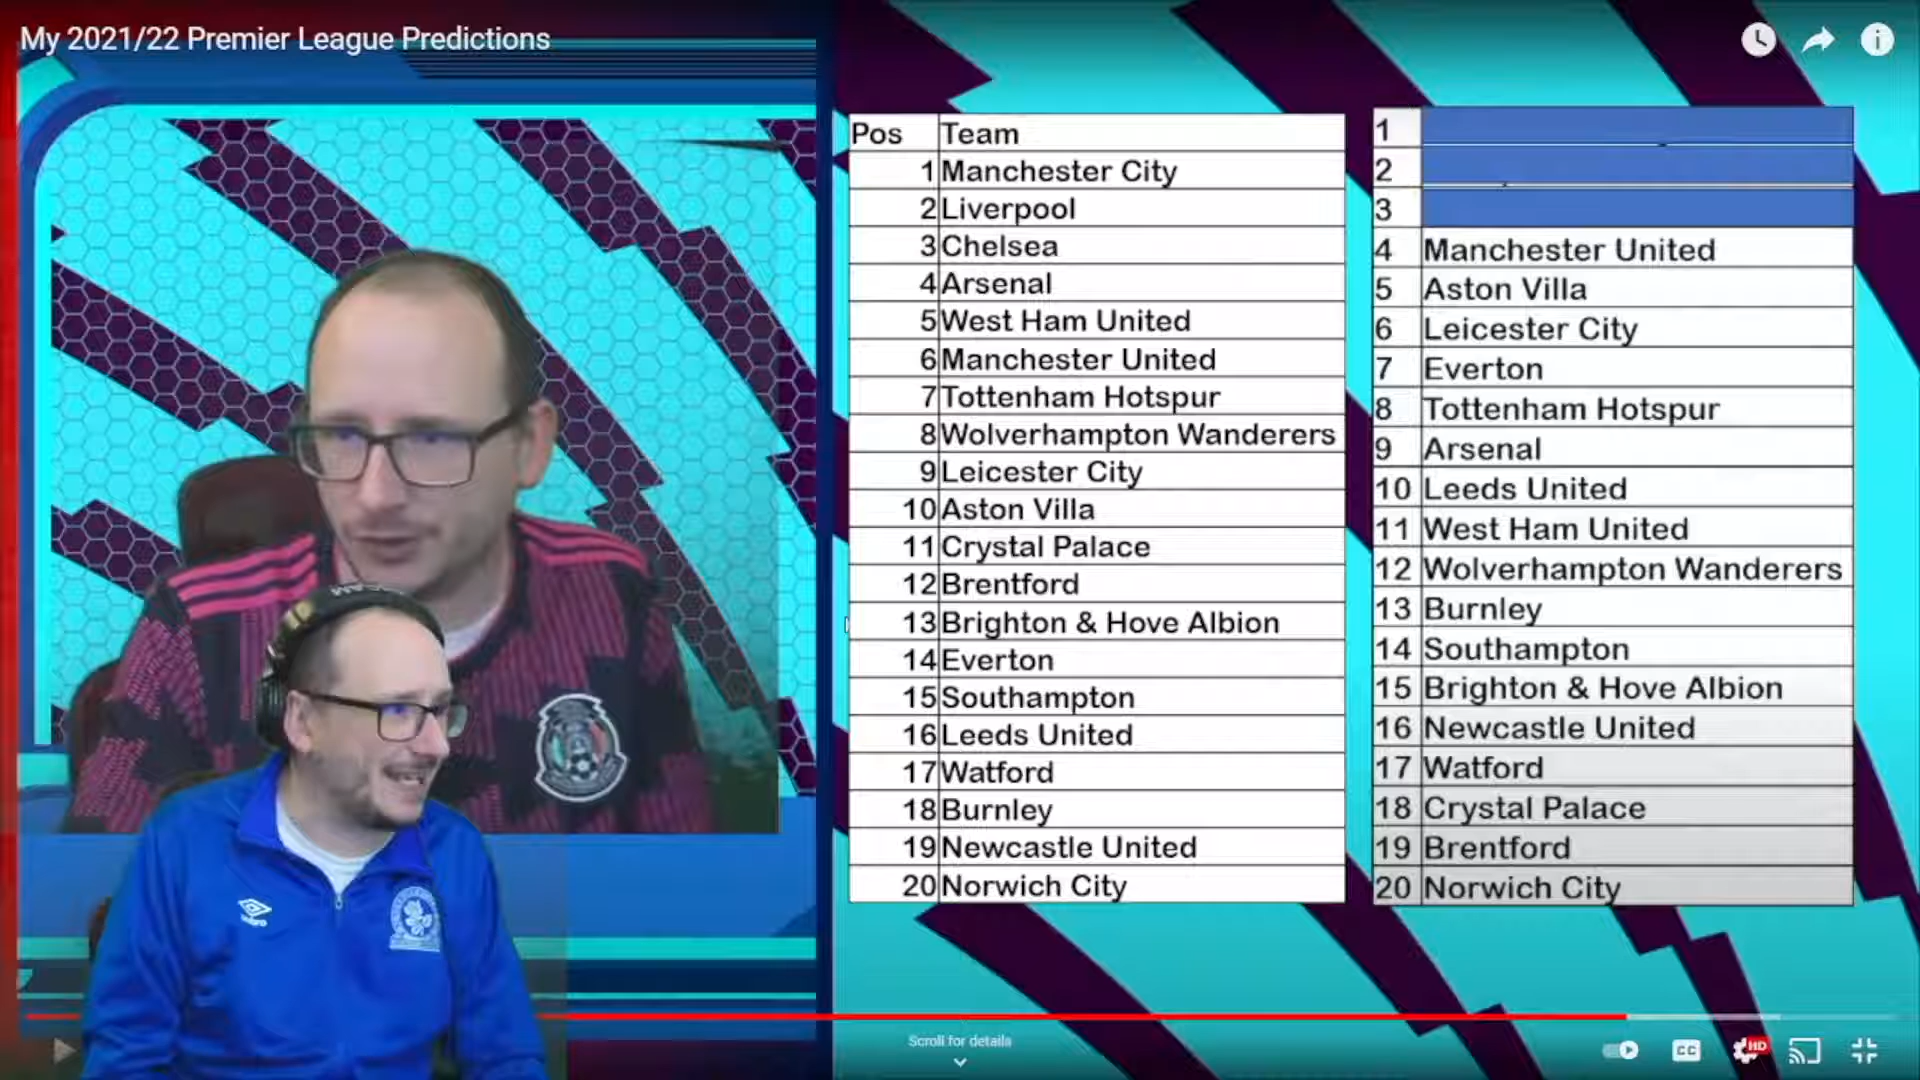 My 2021/22 Premier League Predictions
Pos Team
1 Manchester City
2 Liverpool
3 Chelsea
4 Arsenal
5 West Ham United
6 Manchester United
7 Tottenham Hotspur
8 Wolverhampton Wanderers
9 Leicester City
10 Aston Villa
11 Crystal Palace
12 Brentford
13 Brighton & Hove Albion
14 Everton
15 Southampton
16 Leeds United
17 Watford
18 Burnley
19 Newcastle United
20 Norwich City
1
2
3
4 Manchester United
5 Aston Villa
6 Leicester City
7 Everton
8 Tottenham Hotspur
9 Arsenal
10 Leeds United
11 West Ham United
12 Wolverhampton Wanderers
13 Burnley
14 Southampton
15 Brighton & Hove Albion
16 Newcastle United
17 Watford
18 Crystal Palace
19 Brentford
20 Norwich City
umbro
Scroll for details
CC
HD